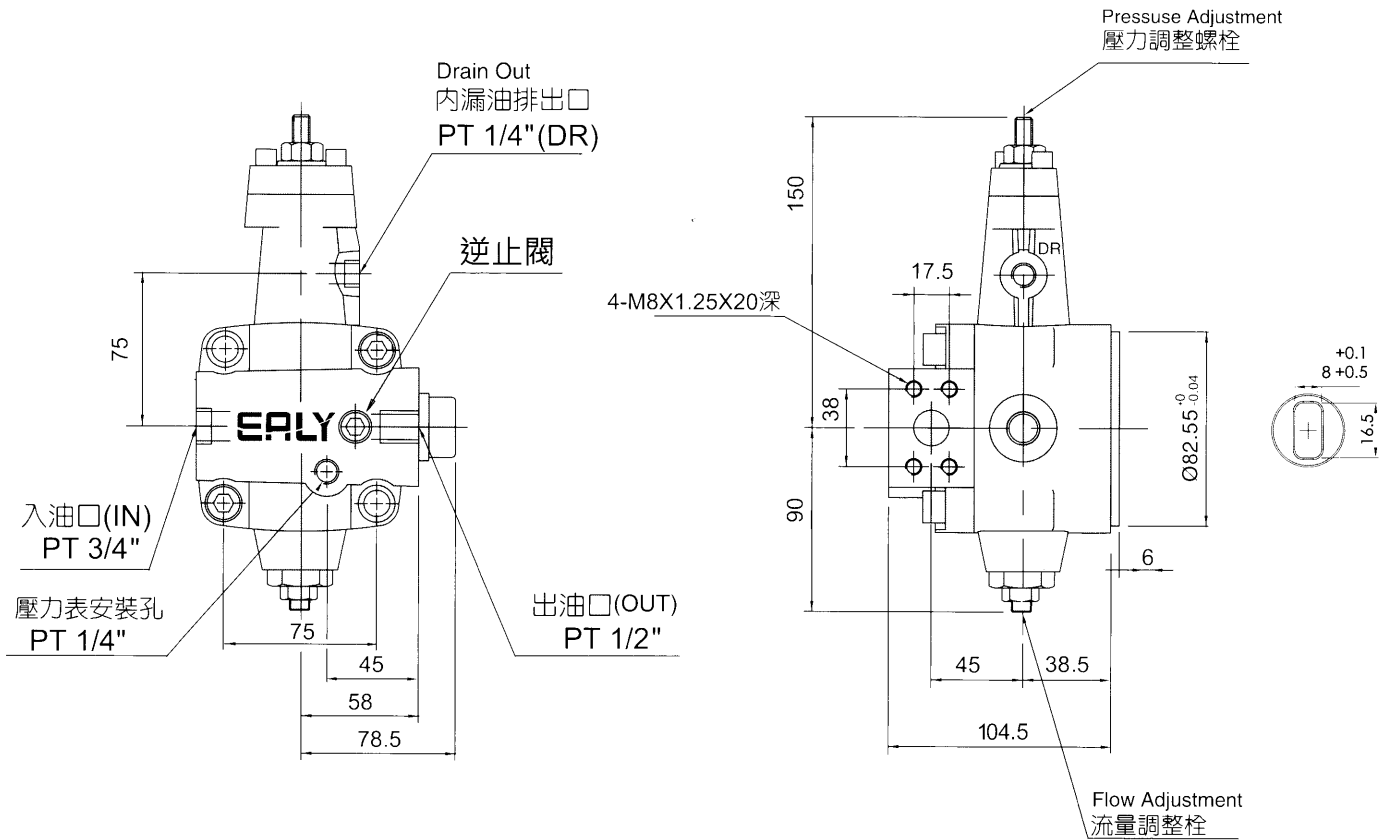 Pressuse Adjustment
壓力調整螺栓
Drain Out
內漏油排出口
PT 1/4"(DR)
逆止閥
75
EALY
入油口(IN)
PT 3/4"
壓力表安裝孔
PT 1/4"
出油口(OUT)
PT 1/2"
75
45
58
78.5
150
DR
17.5
4-M8X1.25X20深
38
90
Ø82.55 +0 -0.04
6
45
38.5
104.5
+0.1
8 +0.5
16.5
Flow Adjustment
流量調整栓